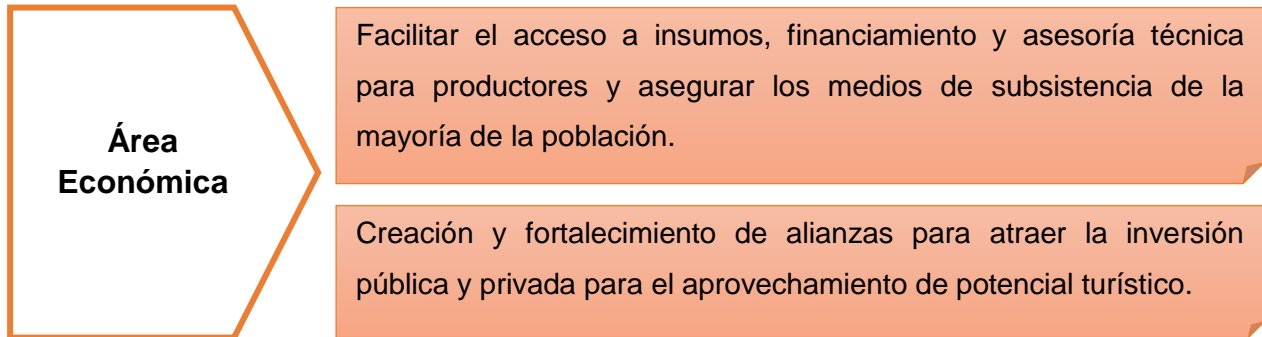 Área
Económica
Facilitar el acceso a insumos, financiamiento y asesoría técnica
para productores y asegurar los medios de subsistencia de la
mayoría de la población.
Creación y fortalecimiento de alianzas para atraer la inversión
pública y privada para el aprovechamiento de potencial turístico.